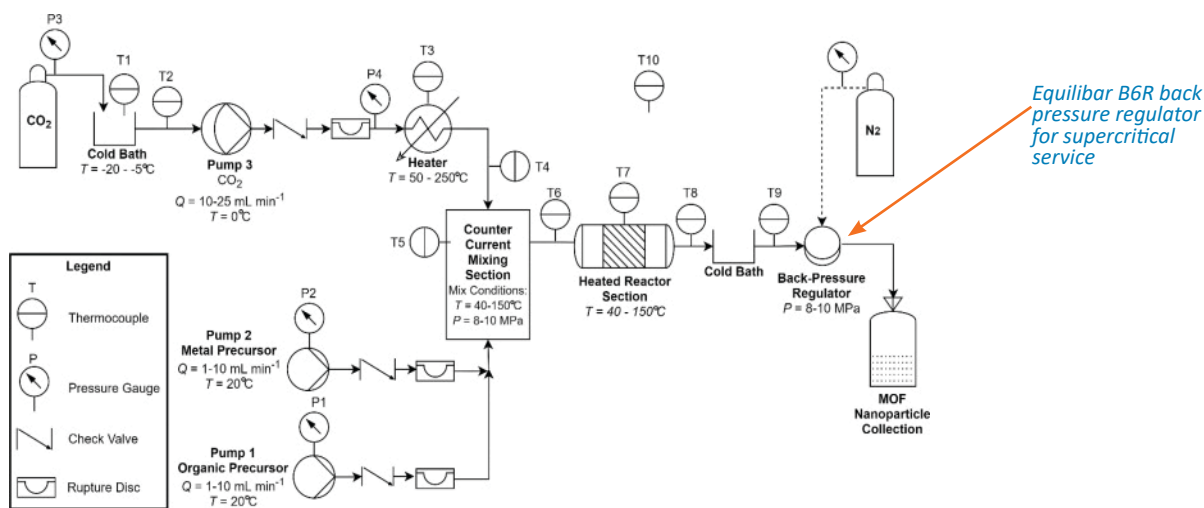 P3
T1
T2
CO2
Cold Bath
T = -20 - -5°C
Pump 3
CO2
Q = 10-25 mL min-1
T = 0°C
P4
T3
Heater
T = 50 - 250°C
T4
T10
N2
Equilibar B6R back
pressure regulator
for supercritical
service
T5
Counter
Current
Mixing
Section
Mix Conditions:
T = 40-150°C
P = 8-10 MPa
T6
T7
Heated Reactor
Section
T = 40 - 150°C
T8
Cold Bath
T9
Back-Pressure
Regulator
P = 8-10 MPa
MOF
Nanoparticle
Collection
P2
Pump 2
Metal Precursor
Q = 1-10 mL min-1
T = 20°C
P1
Pump 1
Organic Precursor
Q = 1-10 mL min-1
T = 20°C
Legend
T
Thermocouple
P
Pressure Gauge
Check Valve
Rupture Disc